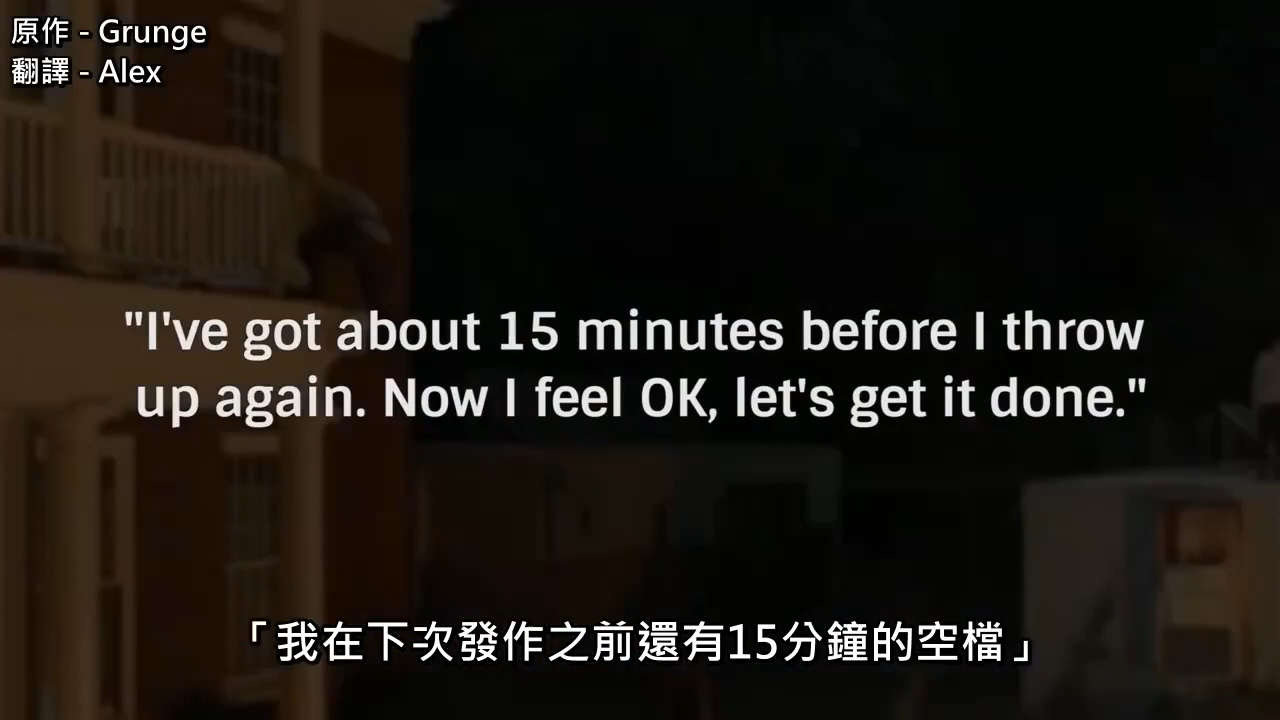 原作 - Grunge
翻譯 - Alex
"I've got about 15 minutes before I throw
up again. Now I feel OK, let's get it done."
「我在下次發作之前還有15分鐘的空檔」